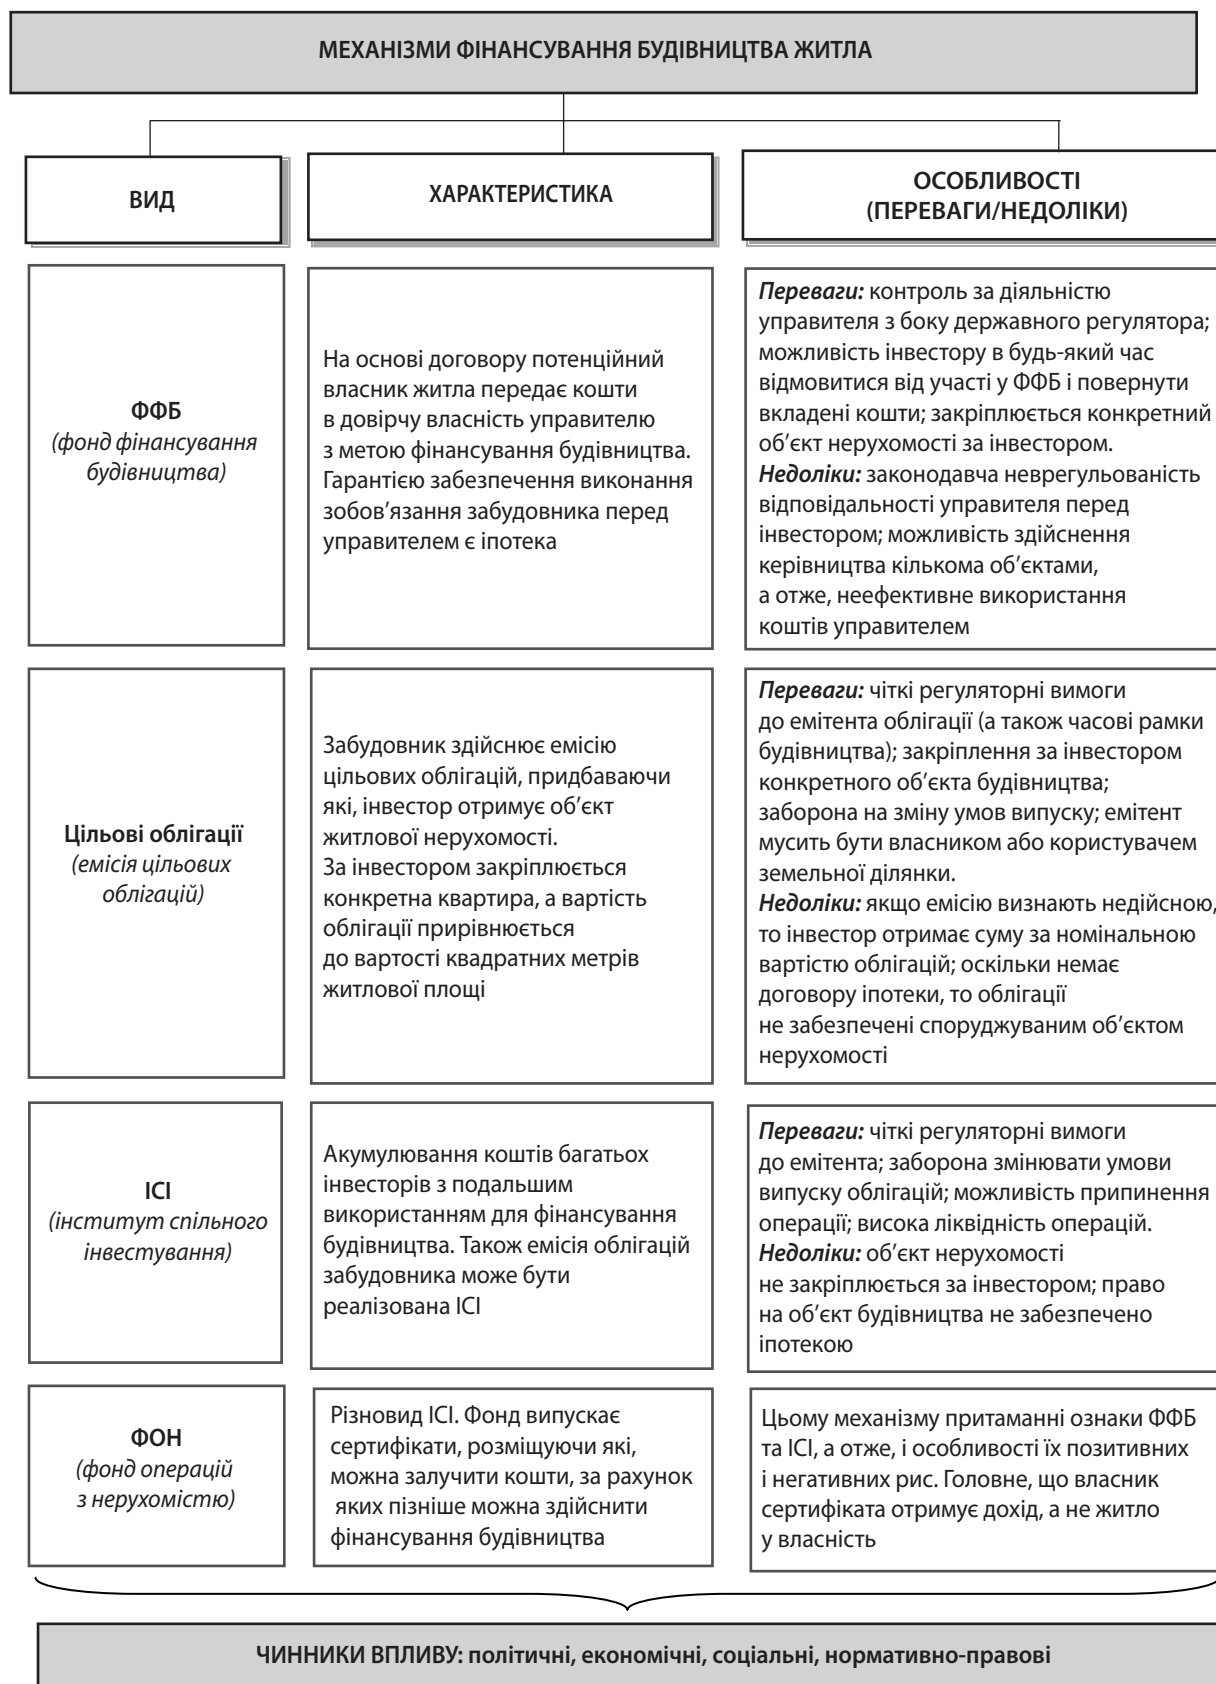 МЕХАНІЗМИ ФІНАНСУВАННЯ БУДІВНИЦТВА ЖИТЛА
ВИД
ХАРАКТЕРИСТИКА
ОСОБЛИВОСТІ
(ПЕРЕВАГИ/НЕДОЛІКИ)
ФФБ
(фонд фінансування
будівництва)
На основі договору потенційний
власник житла передає кошти
в довірчу власність управителю
з метою фінансування будівництва.
Гарантією забезпечення виконання
зобов’язання забудовника перед
управителем є іпотека
Переваги: контроль за діяльністю
управителя з боку державного регулятора;
можливість інвестору в будь-який час
відмовитися від участі у ФФБ і повернути
вкладені кошти; закріплюється конкретний
об’єкт нерухомості за інвестором.
Недоліки: законодавча неврегульованість
відповідальності управителя перед
інвестором; можливість здійснення
керівництва кількома об’єктами,
а отже, неефективне використання
коштів управителем
Цільові облігації
(емісія цільових
облігацій)
Забудовник здійснює емісію
цільових облігацій, придбаваючи
які, інвестор отримує об’єкт
житлової нерухомості.
За інвестором закріплюється
конкретна квартира, а вартість
облігації прирівнюється
до вартості квадратних метрів
житлової площі
Переваги: чіткі регуляторні вимоги
до емітента облігації (а також часові рамки
будівництва); закріплення за інвестором
конкретного об’єкта будівництва;
заборона на зміну умов випуску; емітент
мусить бути власником або користувачем
земельної ділянки.
Недоліки: якщо емісію визнають недійсною,
то інвестор отримає суму за номінальною
вартістю облігацій; оскільки немає
договору іпотеки, то облігації
не забезпечені споруджуваним об’єктом
нерухомості
ІСІ
(інститут спільного
інвестування)
Акумулювання коштів багатьох
інвесторів з подальшим
використанням для фінансування
будівництва. Також емісія облігацій
забудовника може бути
реалізована ІСІ
Переваги: чіткі регуляторні вимоги
до емітента; заборона змінювати умови
випуску облігацій; можливість припинення
операції; висока ліквідність операцій.
Недоліки: об’єкт нерухомості
не закріплюється за інвестором; право
на об’єкт будівництва не забезпечено
іпотекою
ФОН
(фонд операцій
з нерухомістю)
Різновид ІСІ. Фонд випускає
сертифікати, розміщуючи які,
можна залучити кошти, за рахунок
яких пізніше можна здійснити
фінансування будівництва
Цьому механізму притаманні ознаки ФФБ
та ІСІ, а отже, і особливості їх позитивних
і негативних рис. Головне, що власник
сертифіката отримує дохід, а не житло
у власність
ЧИННИКИ ВПЛИВУ: політичні, економічні, соціальні, нормативно-правові